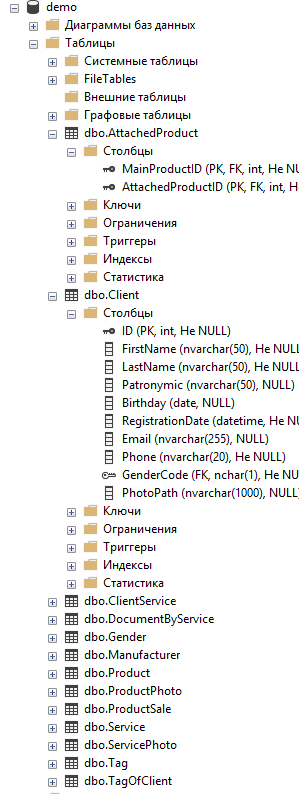 demo
Диаграммы баз данных
Таблицы
Системные таблицы
FileTables
Внешние таблицы
Графовые таблицы
dbo.AttachedProduct
Столбцы
MainProductID (PK, FK, int, Не NU
AttachedProductID (PK, FK, int, Н
Ключи
Ограничения
Триггеры
Индексы
Статистика
dbo.Client
Столбцы
ID (PK, int, Не NULL)
FirstName (nvarchar(50), Не NULL
LastName (nvarchar(50), Не NULL
Patronymic (nvarchar(50), NULL)
Birthday (date, NULL)
RegistrationDate (datetime, Не N
Email (nvarchar(255), NULL)
Phone (nvarchar(20), Не NULL)
GenderCode (FK, nchar(1), Не NU
PhotoPath (nvarchar(1000), NULL)
Ключи
Ограничения
Триггеры
Индексы
Статистика
dbo.ClientService
dbo.DocumentByService
dbo.Gender
dbo.Manufacturer
dbo.Product
dbo.ProductPhoto
dbo.ProductSale
dbo.Service
dbo.ServicePhoto
dbo.Tag
dbo.TagOfClient